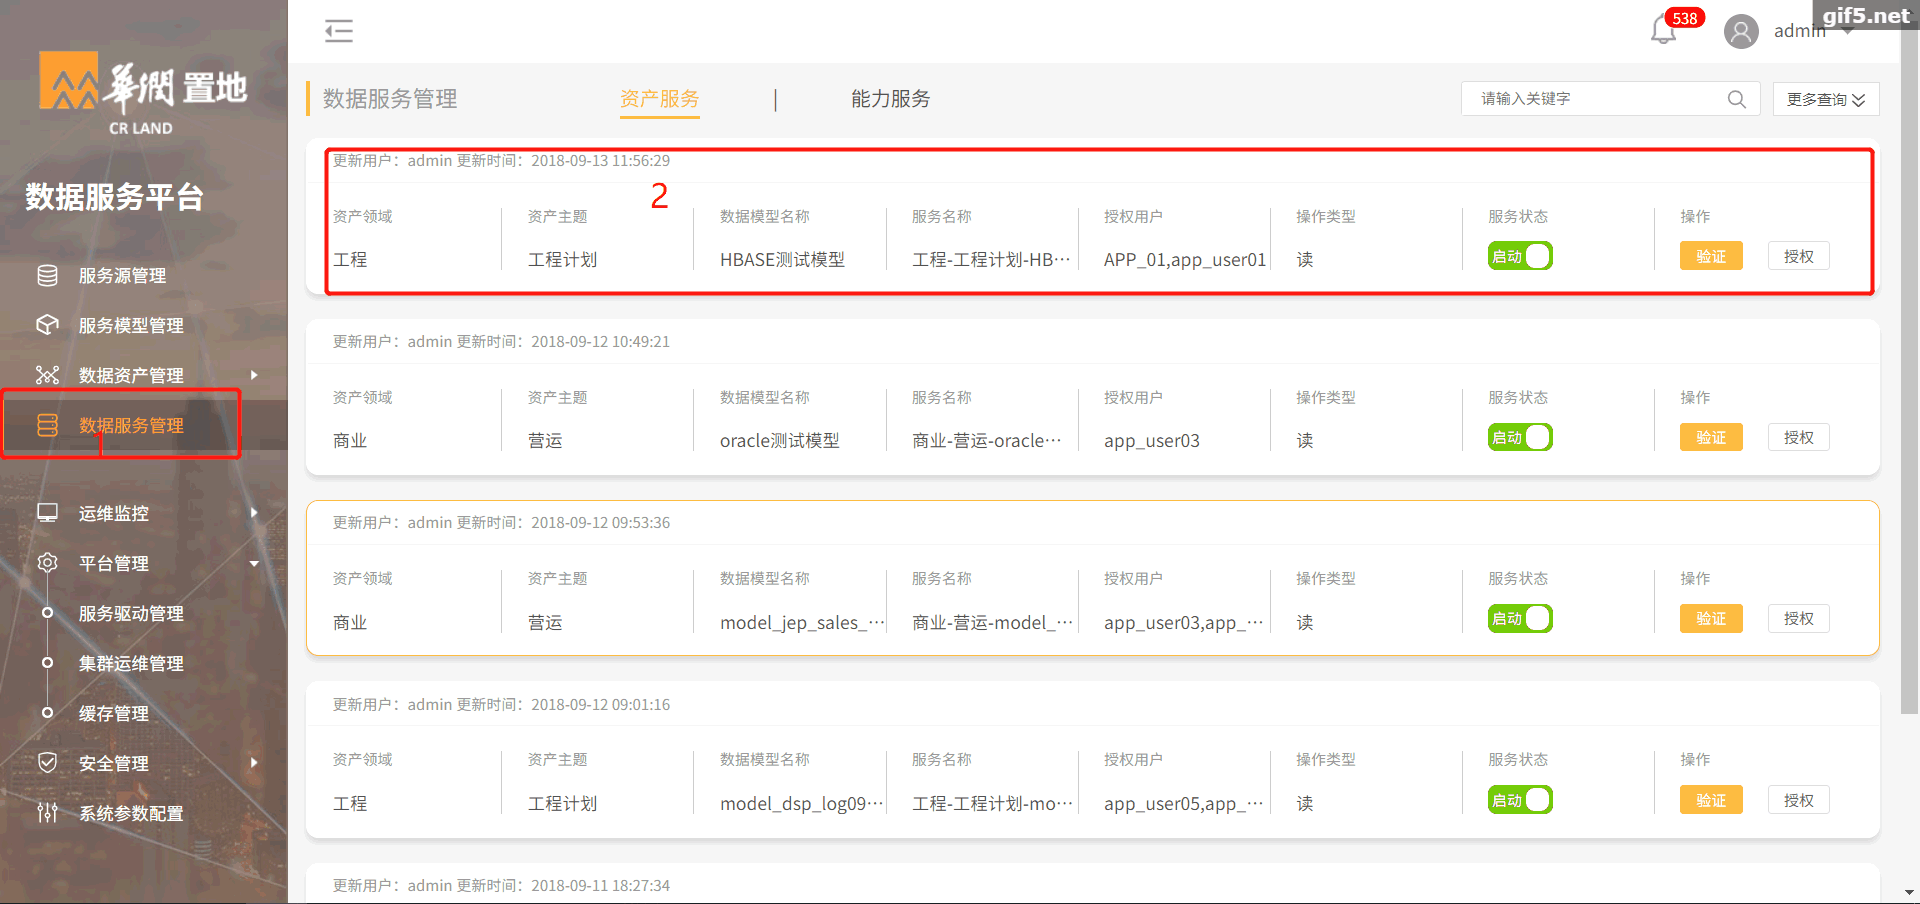 gif5.net
538
admin
華潤 置地
CR LAND
数据服务平台
服务源管理
服务模型管理
数据资产管理
数据服务管理
1
运维监控
平台管理
服务驱动管理
集群运维管理
缓存管理
安全管理
系统参数配置
数据服务管理 资产服务 | 能力服务 请输入关键字 更多查询
更新用户：admin 更新时间：2018-09-13 11:56:29
2
资产领域 资产主题 数据模型名称 服务名称 授权用户 操作类型 服务状态 操作
工程 工程计划 HBASE测试模型 工程-工程计划-HB··· APP_01,app_user01 读 启动 验证 授权
更新用户：admin 更新时间：2018-09-12 10:49:21
资产领域 资产主题 数据模型名称 服务名称 授权用户 操作类型 服务状态 操作
商业 营运 oracle测试模型 商业-营运-oracle··· app_user03 读 启动 验证 授权
更新用户：admin 更新时间：2018-09-12 09:53:36
资产领域 资产主题 数据模型名称 服务名称 授权用户 操作类型 服务状态 操作
商业 营运 model_jep_sales_··· 商业-营运-model_··· app_user03,app_··· 读 启动 验证 授权
更新用户：admin 更新时间：2018-09-12 09:01:16
资产领域 资产主题 数据模型名称 服务名称 授权用户 操作类型 服务状态 操作
工程 工程计划 model_dsp_log09··· 工程-工程计划-mo··· app_user05,app_··· 读 启动 验证 授权
更新用户：admin 更新时间：2018-09-11 18:27:34